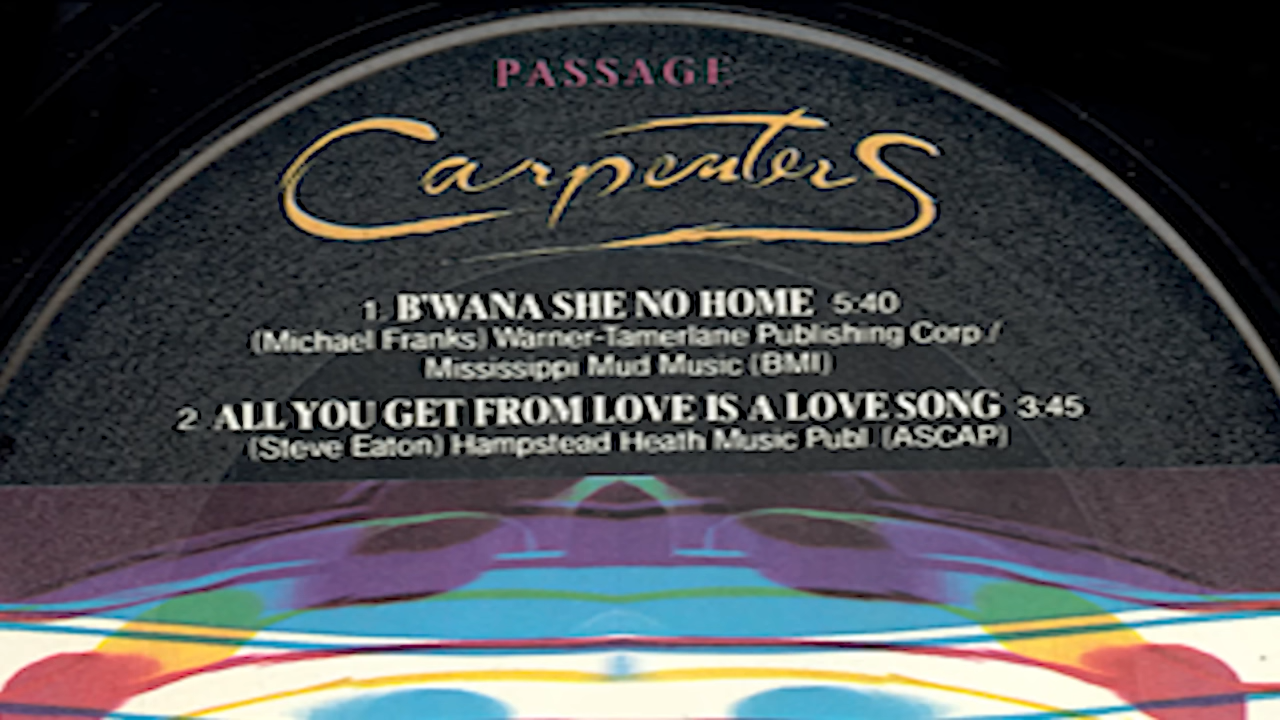 PASSAGE
Carpenters
1 B'WANA SHE NO HOME 5:40
(Michael Franks) Warner-Tamerlane Publishing Corp /
Mississippi Mud Music (BMI)
2 ALL YOU GET FROM LOVE IS A LOVE SONG 3:45
(Steve Eaton) Hampstead Heath Music Publ (ASCAP)